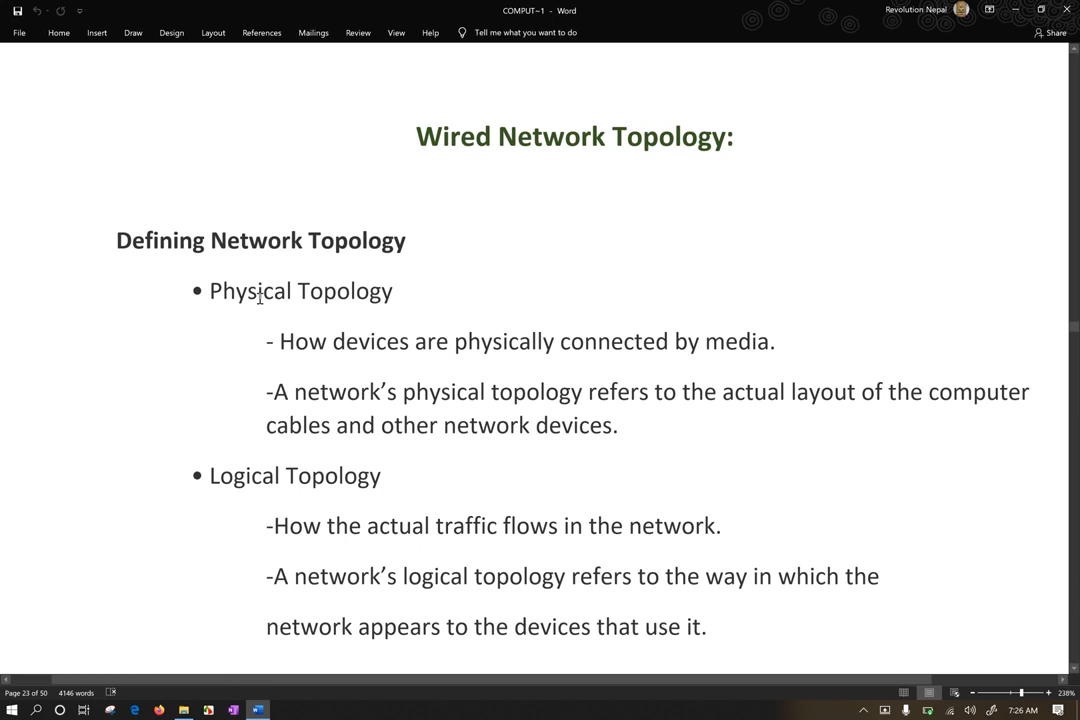 COMPUT~1 - Word
Revolution Nepal
File Home Insert Draw Design Layout References Mailings Review View Help Tell me what you want to do Share
Wired Network Topology:
Defining Network Topology
• Physical Topology
- How devices are physically connected by media.
-A network’s physical topology refers to the actual layout of the computer
cables and other network devices.
• Logical Topology
-How the actual traffic flows in the network.
-A network’s logical topology refers to the way in which the
network appears to the devices that use it.
Page 23 of 50 4146 words 238%
7:26 AM